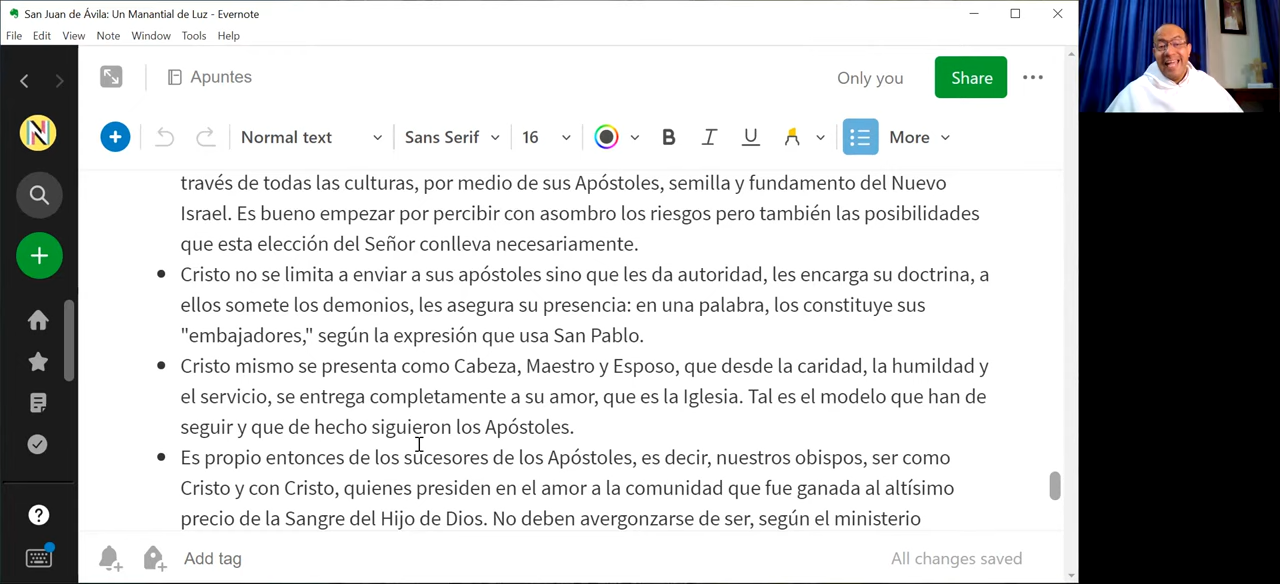 San Juan de Ávila: Un Manantial de Luz - Evernote
File Edit View Note Window Tools Help
Apuntes
Only you
Share
Normal text
Sans Serif
16
B I U
More
través de todas las culturas, por medio de sus Apóstoles, semilla y fundamento del Nuevo
Israel. Es bueno empezar por percibir con asombro los riesgos pero también las posibilidades
que esta elección del Señor conlleva necesariamente.
• Cristo no se limita a enviar a sus apóstoles sino que les da autoridad, les encarga su doctrina, a
ellos somete los demonios, les asegura su presencia: en una palabra, los constituye sus
"embajadores," según la expresión que usa San Pablo.
• Cristo mismo se presenta como Cabeza, Maestro y Esposo, que desde la caridad, la humildad y
el servicio, se entrega completamente a su amor, que es la Iglesia. Tal es el modelo que han de
seguir y que de hecho siguieron los Apóstoles.
• Es propio entonces de los sucesores de los Apóstoles, es decir, nuestros obispos, ser como
Cristo y con Cristo, quienes presiden en el amor a la comunidad que fue ganada al altísimo
precio de la Sangre del Hijo de Dios. No deben avergonzarse de ser, según el ministerio
Add tag
All changes saved